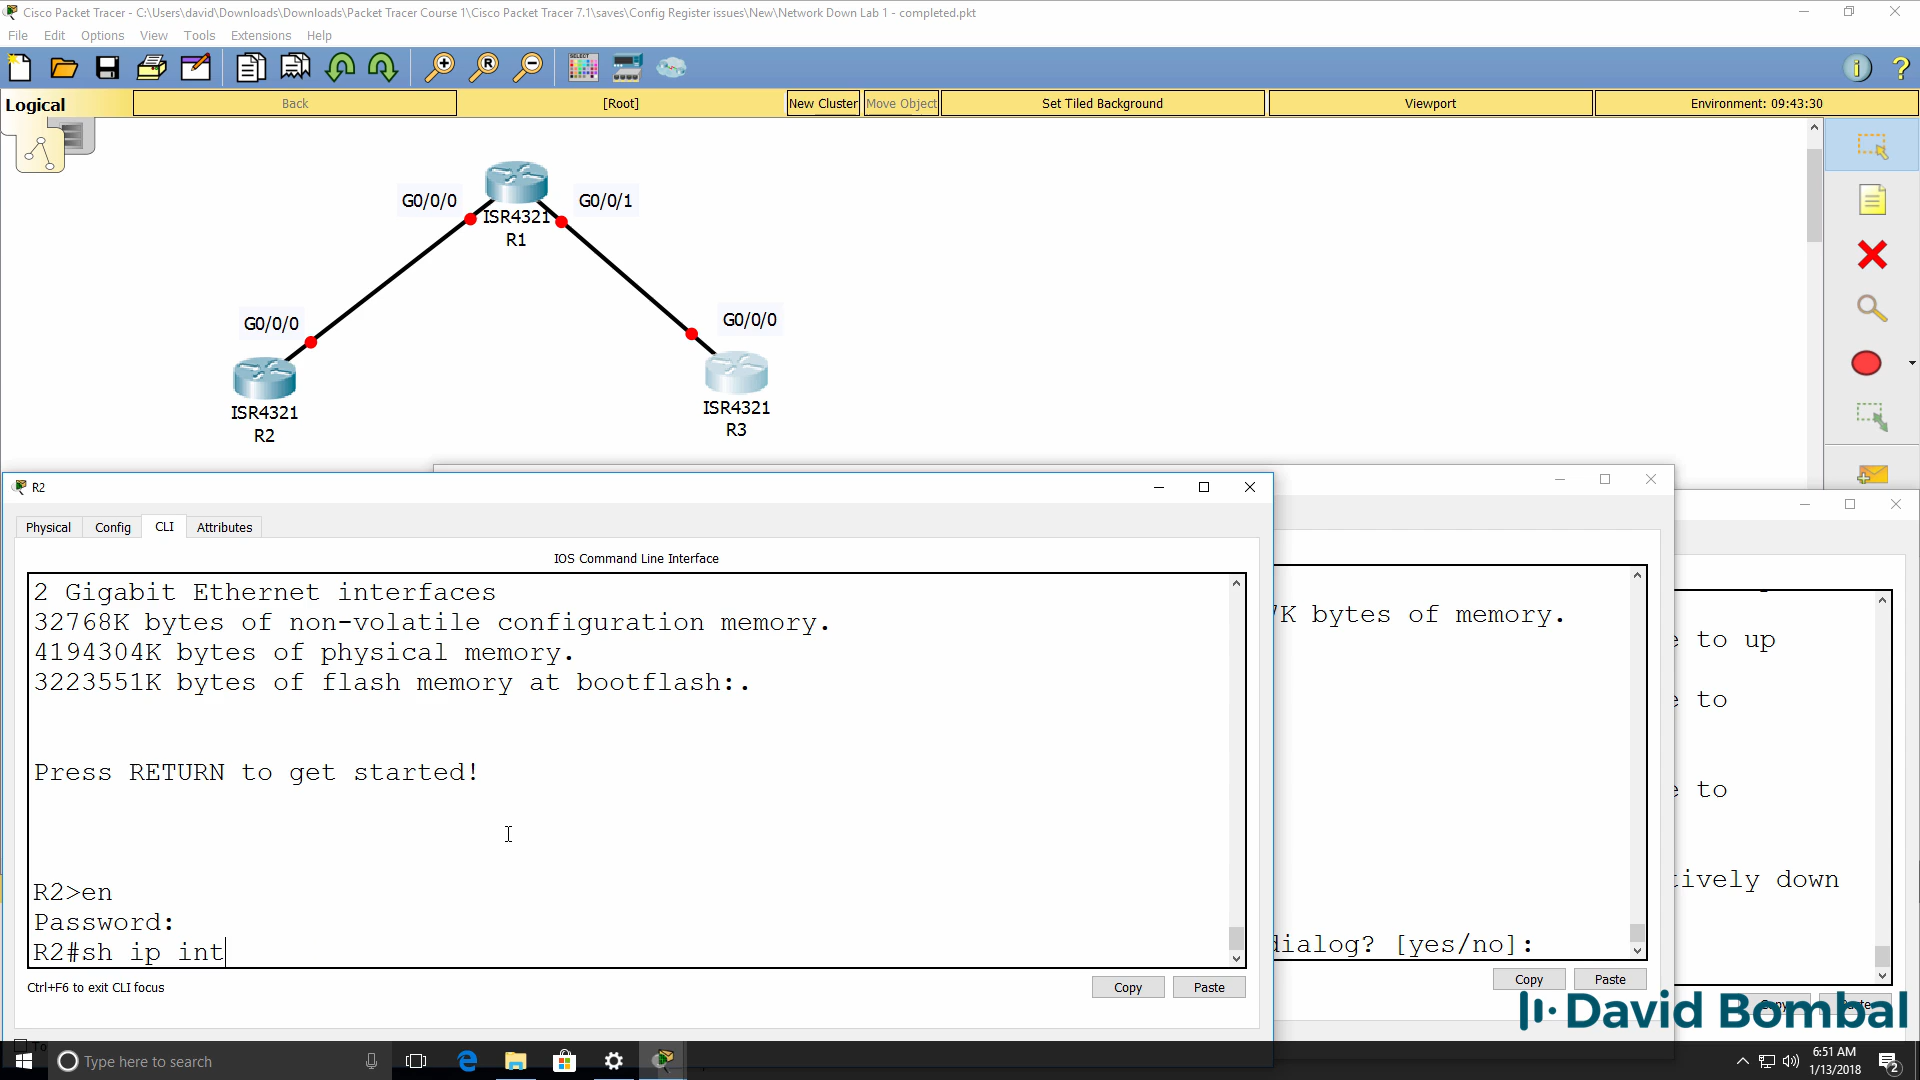 Cisco Packet Tracer - C:\Users\david\Downloads\Downloads\Packet Tracer Course 1\Cisco Packet Tracer 7.1\saves\Config Register issues\New\Network Down Lab 1 - completed.pkt
File Edit Options View Tools Extensions Help
Logical Back [Root] New Cluster Move Object Set Tiled Background Viewport Environment: 09:43:30
G0/0/0 G0/0/1
ISR4321
R1
G0/0/0 G0/0/0
ISR4321
R2
ISR4321
R3
R2
Physical Config CLI Attributes
IOS Command Line Interface
2 Gigabit Ethernet interfaces
32768K bytes of non-volatile configuration memory.
4194304K bytes of physical memory.
3223551K bytes of flash memory at bootflash:.
Press RETURN to get started!
R2>en
Password:
R2#sh ip int
Ctrl+F6 to exit CLI focus
Copy Paste
K bytes of memory.
dialog? [yes/no]:
Copy Paste
e to up
e to
e to
tively down
David Bombal
Type here to search
6:51 AM
1/13/2018
2